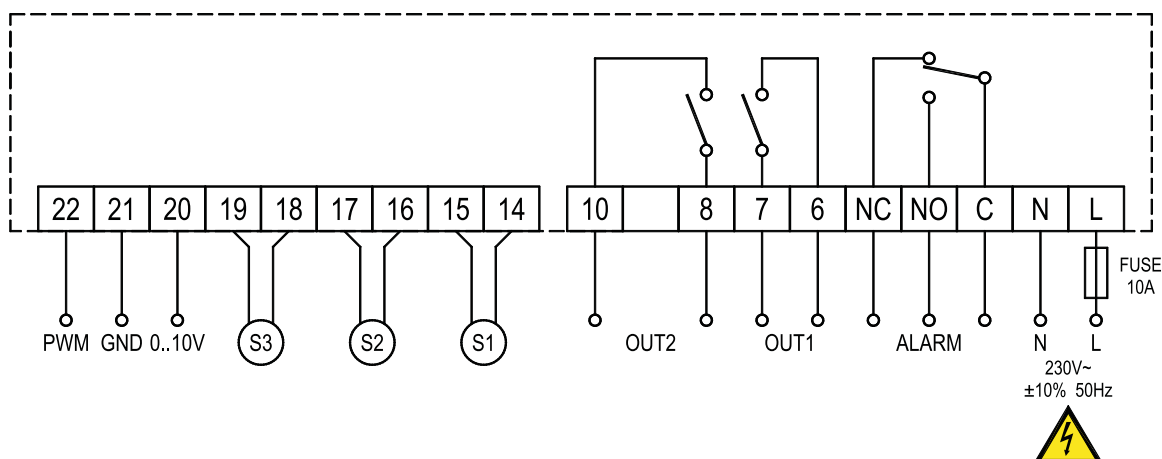 22 21 20 19 18 17 16 15 14 10 8 7 6 NC NO C N L
FUSE
10A
PWM GND 0..10V S3 S2 S1 OUT2 OUT1 ALARM N L
230V~
±10% 50Hz